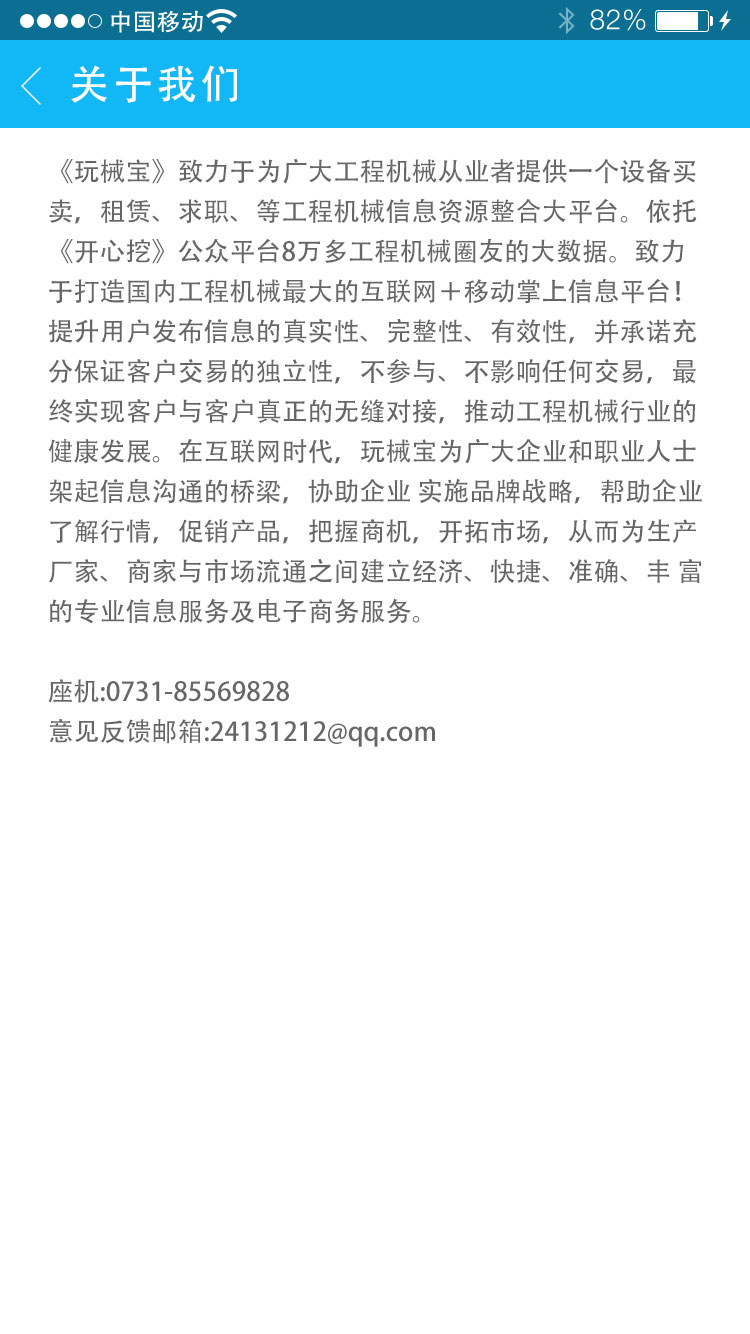 中国移动
82%
关于我们
《玩械宝》致力于为广大工程机械从业者提供一个设备买
卖，租赁、求职、等工程机械信息资源整合大平台。依托
《开心挖》公众平台8万多工程机械圈友的大数据。致力
于打造国内工程机械最大的互联网＋移动掌上信息平台！
提升用户发布信息的真实性、完整性、有效性，并承诺充
分保证客户交易的独立性，不参与、不影响任何交易，最
终实现客户与客户真正的无缝对接，推动工程机械行业的
健康发展。在互联网时代，玩械宝为广大企业和职业人士
架起信息沟通的桥梁，协助企业 实施品牌战略，帮助企业
了解行情，促销产品，把握商机，开拓市场，从而为生产
厂家、商家与市场流通之间建立经济、快捷、准确、丰 富
的专业信息服务及电子商务服务。
座机:0731-85569828
意见反馈邮箱:24131212@qq.com